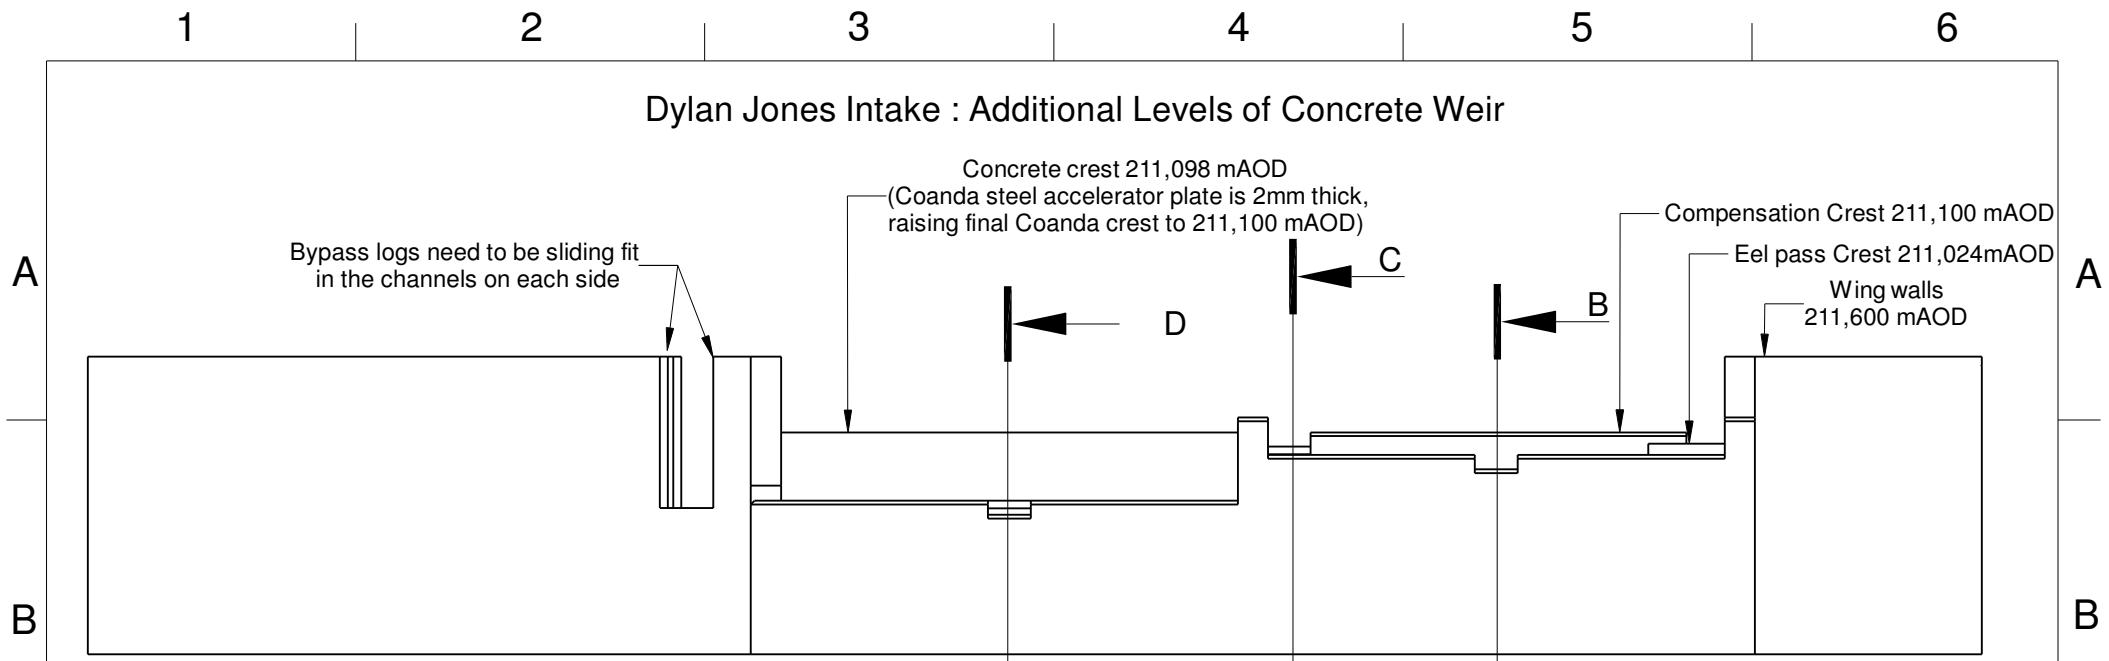 1 2 3 4 5 6
Dylan Jones Intake : Additional Levels of Concrete Weir
Concrete crest 211,098 mAOD
(Coanda steel accelerator plate is 2mm thick,
raising final Coanda crest to 211,100 mAOD)
Compensation Crest 211,100 mAOD
Bypass logs need to be sliding fit
in the channels on each side
Eel pass Crest 211,024mAOD
Wing walls
211,600 mAOD
A C A
B
D
B B